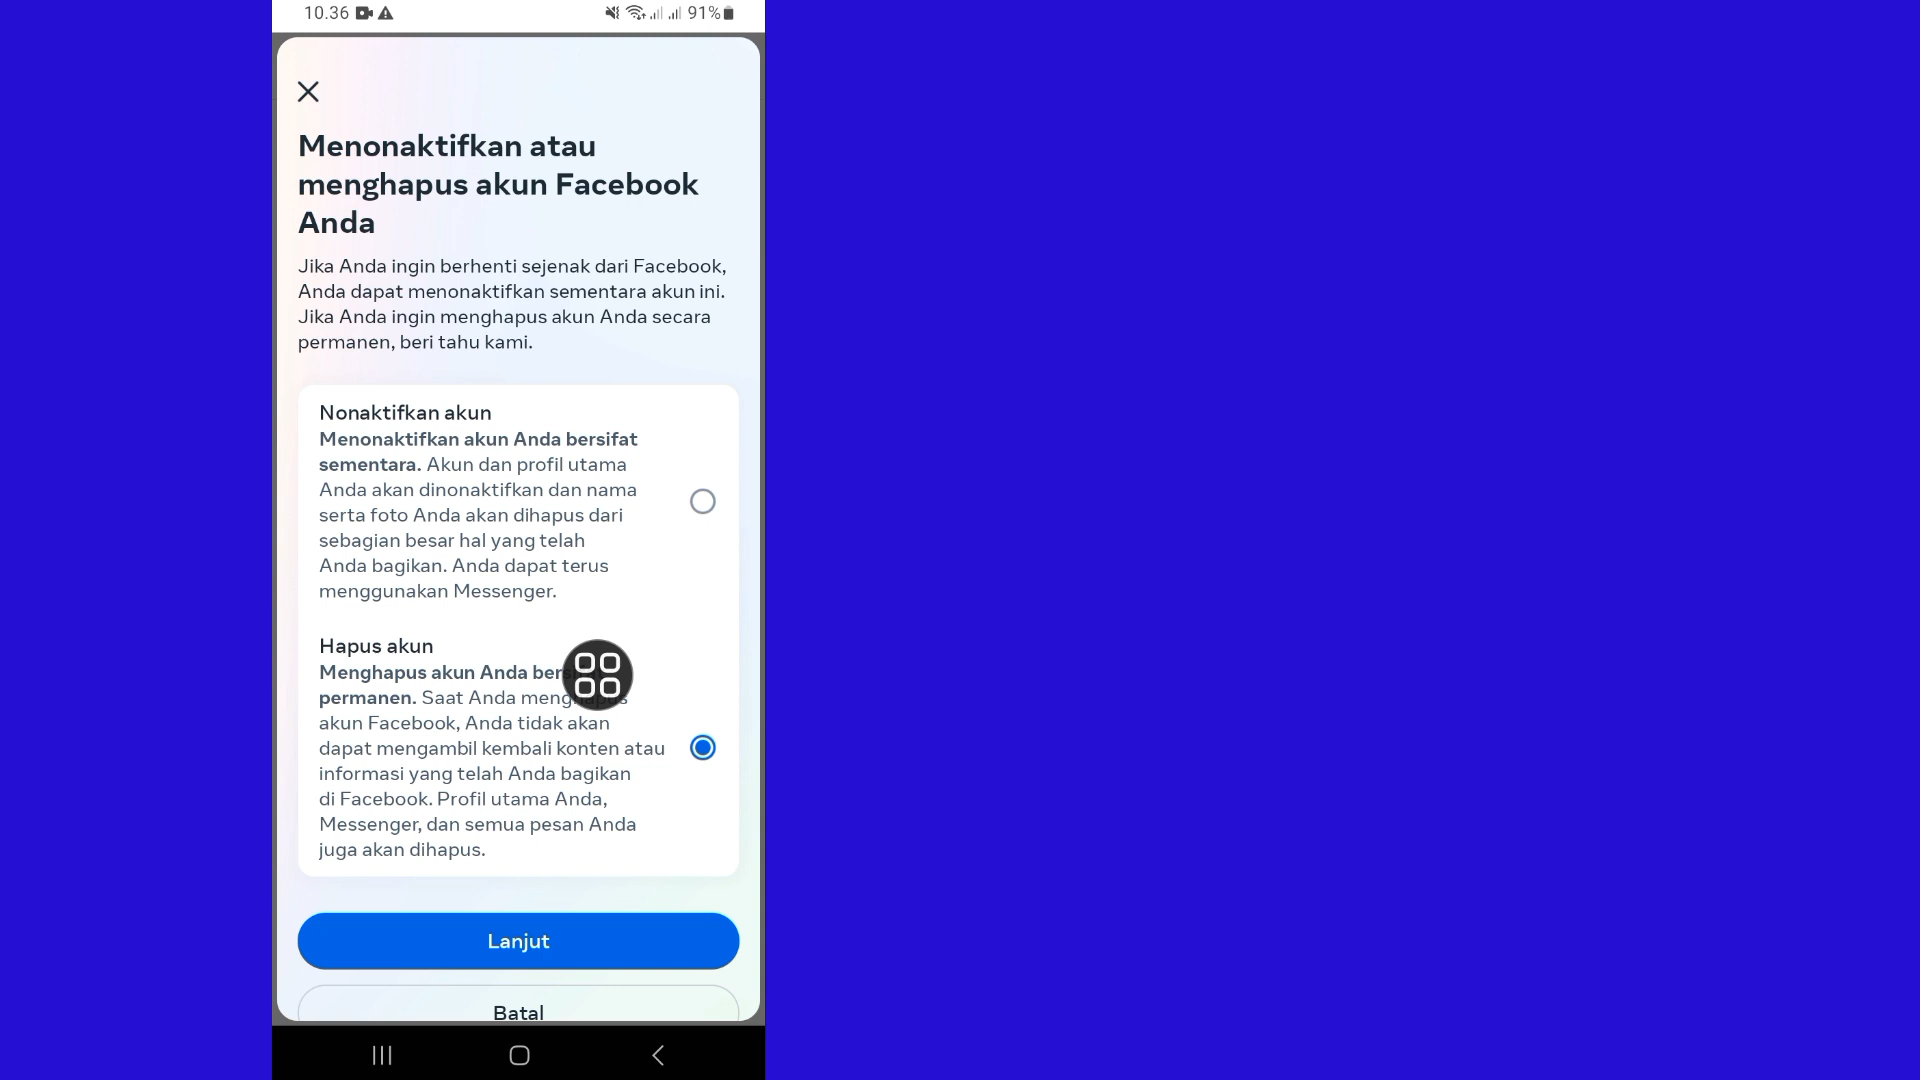 10.36
91%
Menonaktifkan atau
menghapus akun Facebook
Anda
Jika Anda ingin berhenti sejenak dari Facebook,
Anda dapat menonaktifkan sementara akun ini.
Jika Anda ingin menghapus akun Anda secara
permanen, beri tahu kami.
Nonaktifkan akun
Menonaktifkan akun Anda bersifat
sementara. Akun dan profil utama
Anda akan dinonaktifkan dan nama
serta foto Anda akan dihapus dari
sebagian besar hal yang telah
Anda bagikan. Anda dapat terus
menggunakan Messenger.
Hapus akun
Menghapus akun Anda
permanen. Saat Anda menghapus
akun Facebook, Anda tidak akan
dapat mengambil kembali konten atau
informasi yang telah Anda bagikan
di Facebook. Profil utama Anda,
Messenger, dan semua pesan Anda
juga akan dihapus.
Lanjut
Batal